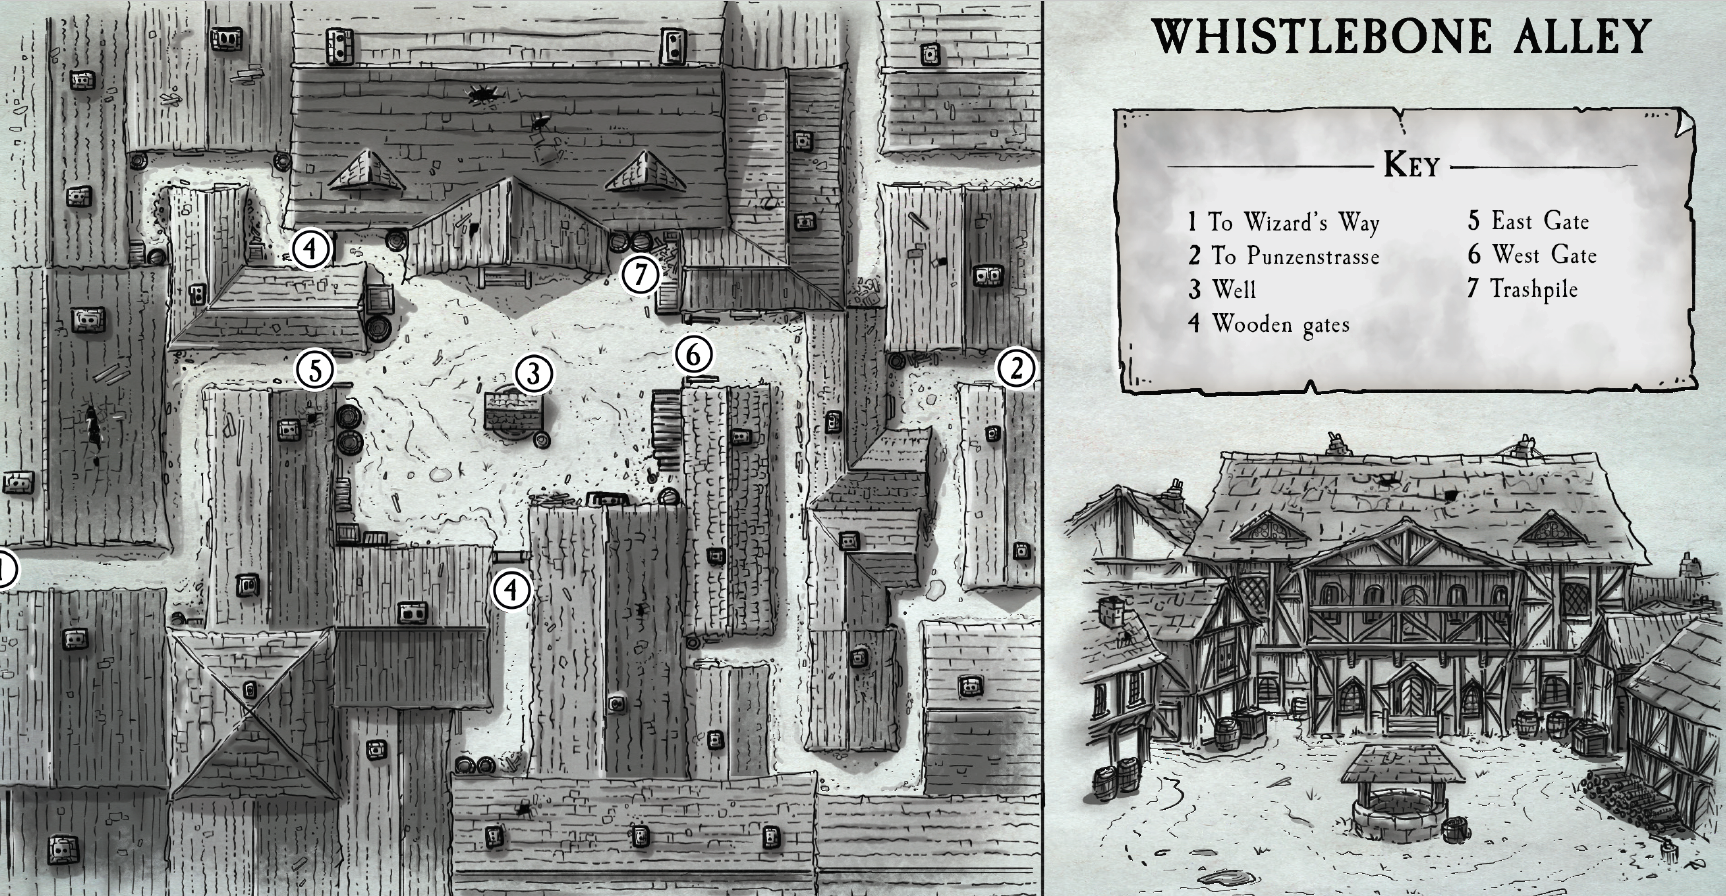 WHISTLEBONE ALLEY
KEY
1 To Wizard's Way
2 To Punzenstrasse
3 Well
4 Wooden gates
5 East Gate
6 West Gate
7 Trashpile
4
7
6
5
3
2
1
4